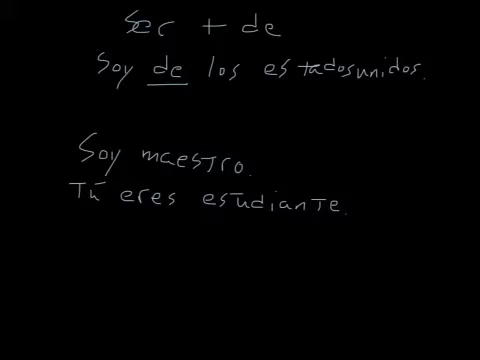 Ser + de
Soy de los estadosunidos.
Soy maestro.
Tú eres estudiante.